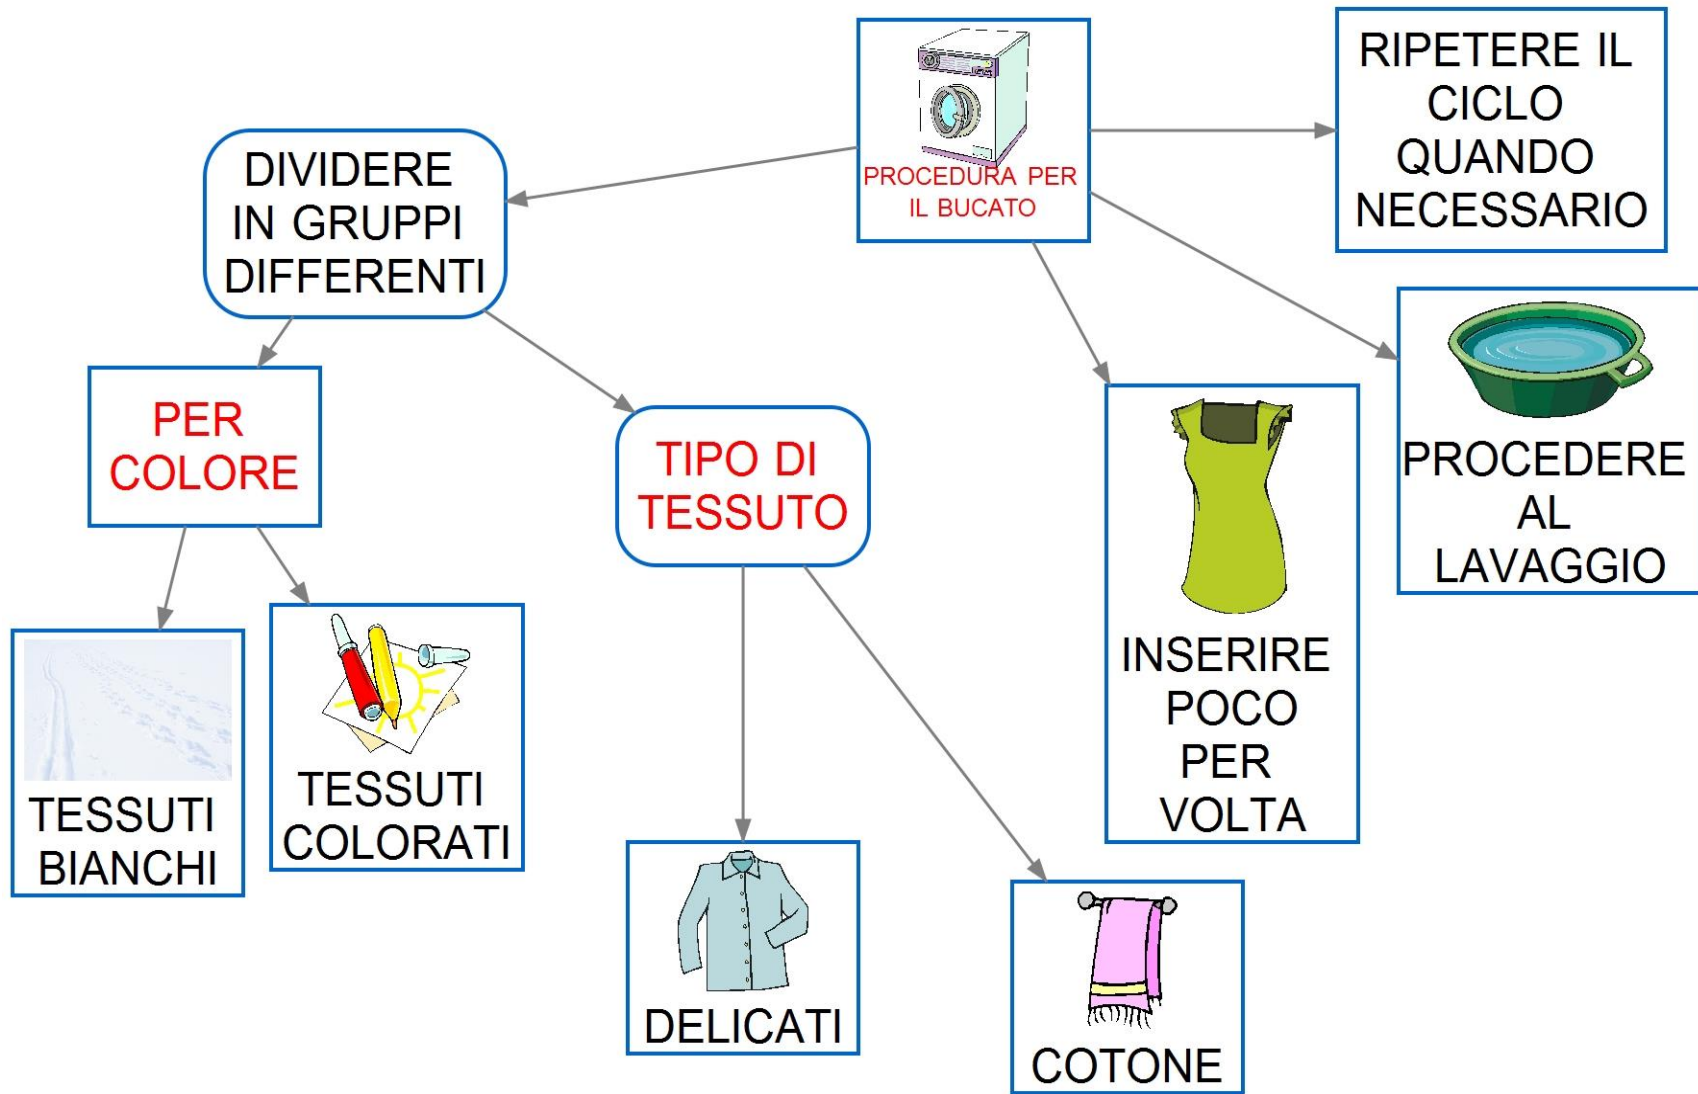 PROCEDURA PER
IL BUCATO
RIPETERE IL
CICLO
QUANDO
NECESSARIO
DIVIDERE
IN GRUPPI
DIFFERENTI
PER
COLORE
TIPO DI
TESSUTO
PROCEDERE
AL
LAVAGGIO
INSERIRE
POCO
PER
VOLTA
TESSUTI
BIANCHI
TESSUTI
COLORATI
DELICATI
COTONE